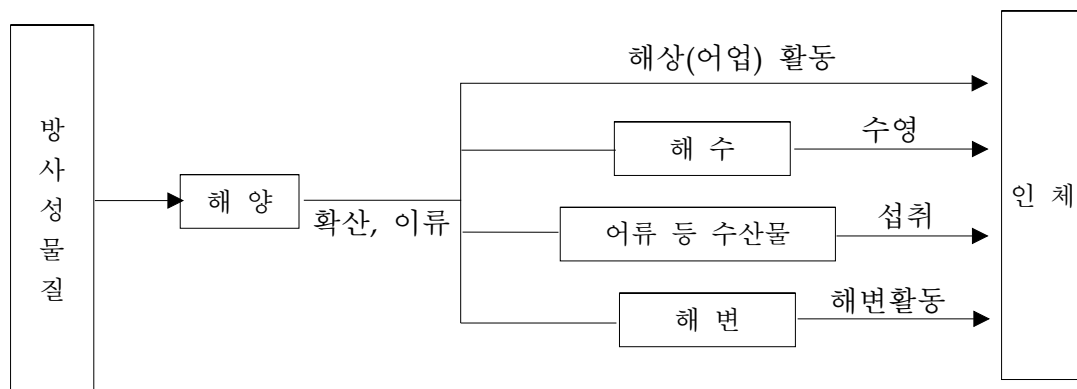 방사성물질
해 양
확산, 이류
해상(어업) 활동
해 수
수영
어류 등 수산물
섭취
해 변
해변활동
인 체